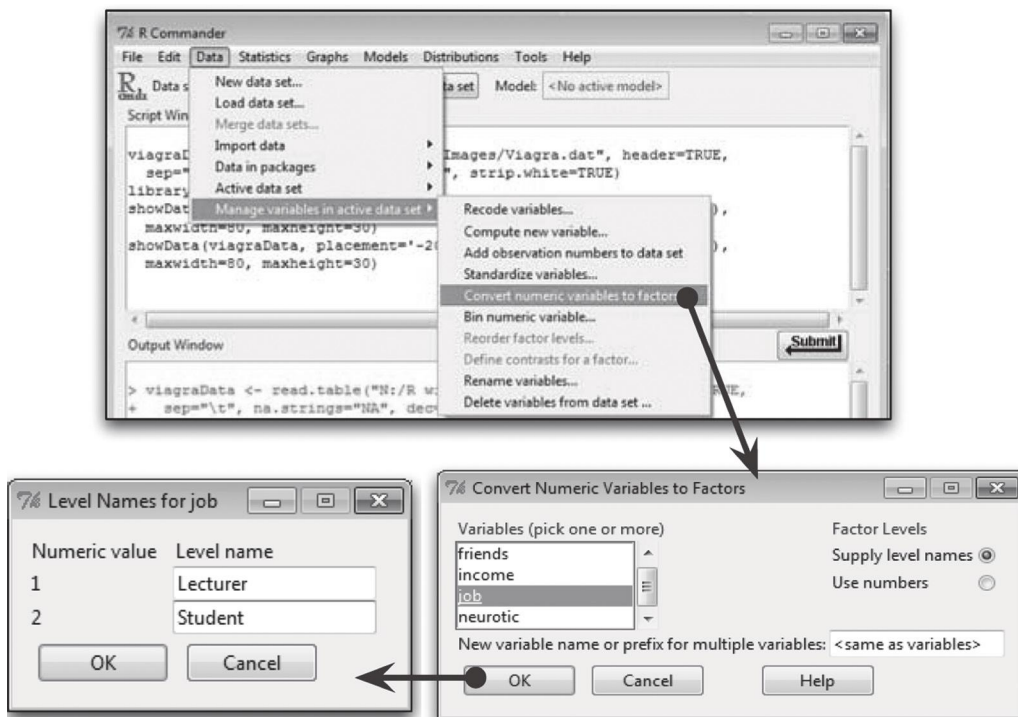 R Commander
File Edit Data Statistics Graphs Models Distributions Tools Help
R Data s
New data set...
ta set Model: <No active model>
Load data set...
Script Win
Merge data sets...
Import data
viagraD Images/Viagra.dat", header=TRUE,
Data in packages
sep=" ", strip.white=TRUE)
Active data set
library
Manage variables in active data set
showDat ),
maxwidth=80, maxheight=30)
showData(viagraData, placement='-20 ),
maxwidth=80, maxheight=30)
Recode variables...
Compute new variable...
Add observation numbers to data set
Standardize variables...
Convert numeric variables to factors
Bin numeric variable...
Reorder factor levels...
Define contrasts for a factor...
Rename variables...
Delete variables from data set ...
Output Window
Submit
> viagraData <- read.table("N:/R
+ sep="\t", na.strings="NA", dec=
Level Names for job
Numeric value Level name
1 Lecturer
2 Student
OK Cancel
Convert Numeric Variables to Factors
Variables (pick one or more) Factor Levels
friends Supply level names
income Use numbers
job
neurotic
New variable name or prefix for multiple variables: <same as variables>
OK Cancel Help